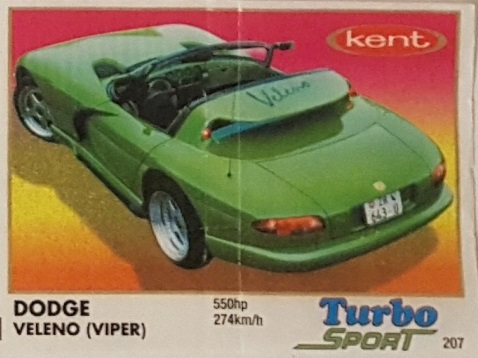 kent
Veleno
DODGE
VELENO (VIPER)
550hp
274km/h
Turbo
SPORT
207